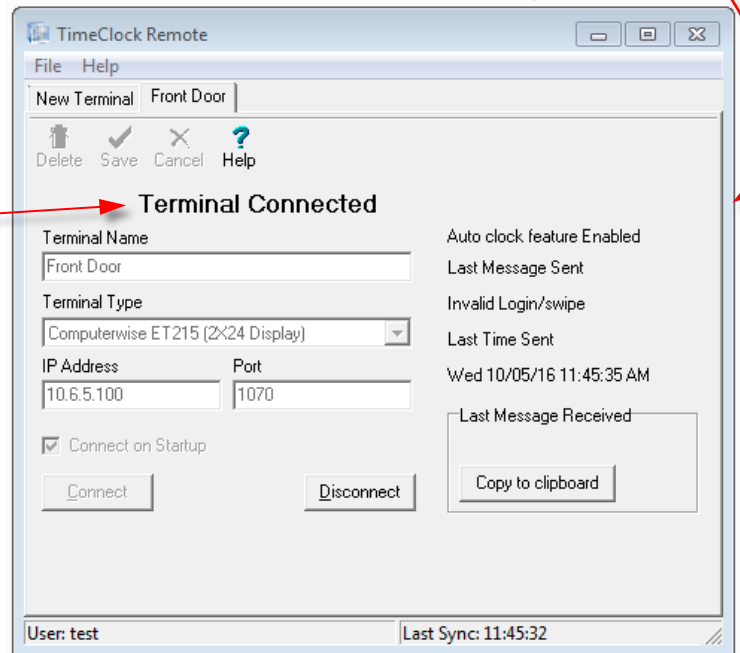 TimeClock Remote
File Help
New Terminal Front Door
Delete Save Cancel Help
Terminal Connected
Terminal Name
Front Door
Terminal Type
Computerwise ET215 (2X24 Display)
IP Address Port
10.6.5.100 1070
Connect on Startup
Connect Disconnect
Auto clock feature Enabled
Last Message Sent
Invalid Login/swipe
Last Time Sent
Wed 10/05/16 11:45:35 AM
Last Message Received
Copy to clipboard
User: test Last Sync: 11:45:32